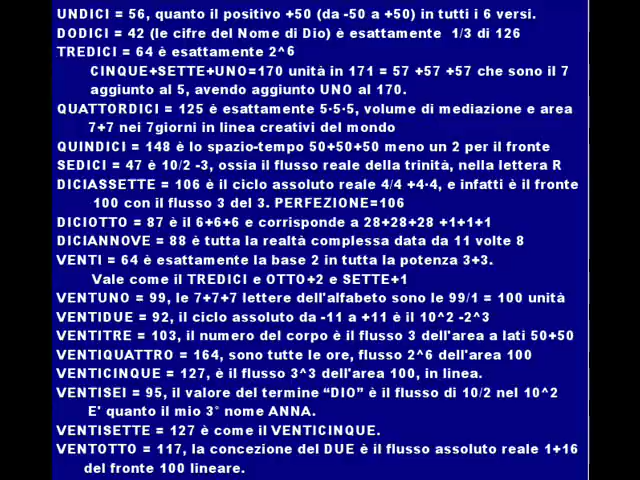 UNDICI = 56, quanto il positivo +50 (da -50 a +50) in tutti i 6 versi.
DODICI = 42 (le cifre del Nome di Dio) è esattamente 1/3 di 126
TREDICI = 64 è esattamente 2^6
CINQUE+SETTE+UNO=170 unità in 171 = 57 +57 +57 che sono il 7
aggiunto al 5, avendo aggiunto UNO al 170.
QUATTORDICI = 125 è esattamente 5·5·5, volume di mediazione e area
7+7 nei 7giorni in linea creativi del mondo
QUINDICI = 148 è lo spazio-tempo 50+50+50 meno un 2 per il fronte
SEDICI = 47 è 10/2 -3, ossia il flusso reale della trinità, nella lettera R
DICIASSETTE = 106 è il ciclo assoluto reale 4/4 +4·4, e infatti è il fronte
100 con il flusso 3 del 3. PERFEZIONE=106
DICIOTTO = 87 è il 6+6+6 e corrisponde a 28+28+28 +1+1+1
DICIANNOVE = 88 è tutta la realtà complessa data da 11 volte 8
VENTI = 64 è esattamente la base 2 in tutta la potenza 3+3.
Vale come il TREDICI e OTTO+2 e SETTE+1
VENTUNO = 99, le 7+7+7 lettere dell'alfabeto sono le 99/1 = 100 unità
VENTIDUE = 92, il ciclo assoluto da -11 a +11 è il 10^2 -2^3
VENTITRE = 103, il numero del corpo è il flusso 3 dell'area a lati 50+50
VENTIQUATTRO = 164, sono tutte le ore, flusso 2^6 dell'area 100
VENTICINQUE = 127, è il flusso 3^3 dell'area 100, in linea.
VENTISEI = 95, il valore del termine “DIO” è il flusso di 10/2 nel 10^2
E' quanto il mio 3° nome ANNA.
VENTISETTE = 127 è come il VENTICINQUE.
VENTOTTO = 117, la concezione del DUE è il flusso assoluto reale 1+16
del fronte 100 lineare.